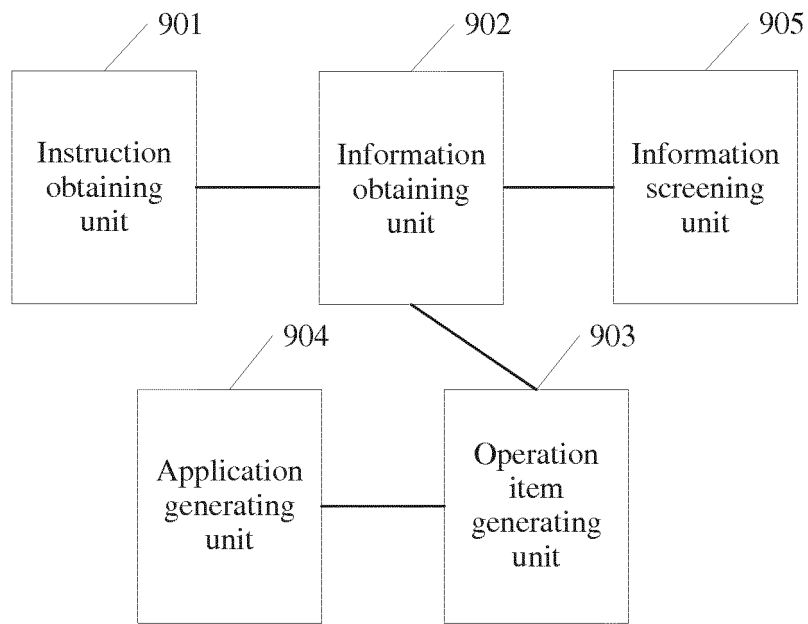 901
902
905
Instruction
obtaining
unit
Information
obtaining
unit
Information
screening
unit
904
903
Application
generating
unit
Operation
item
generating
unit